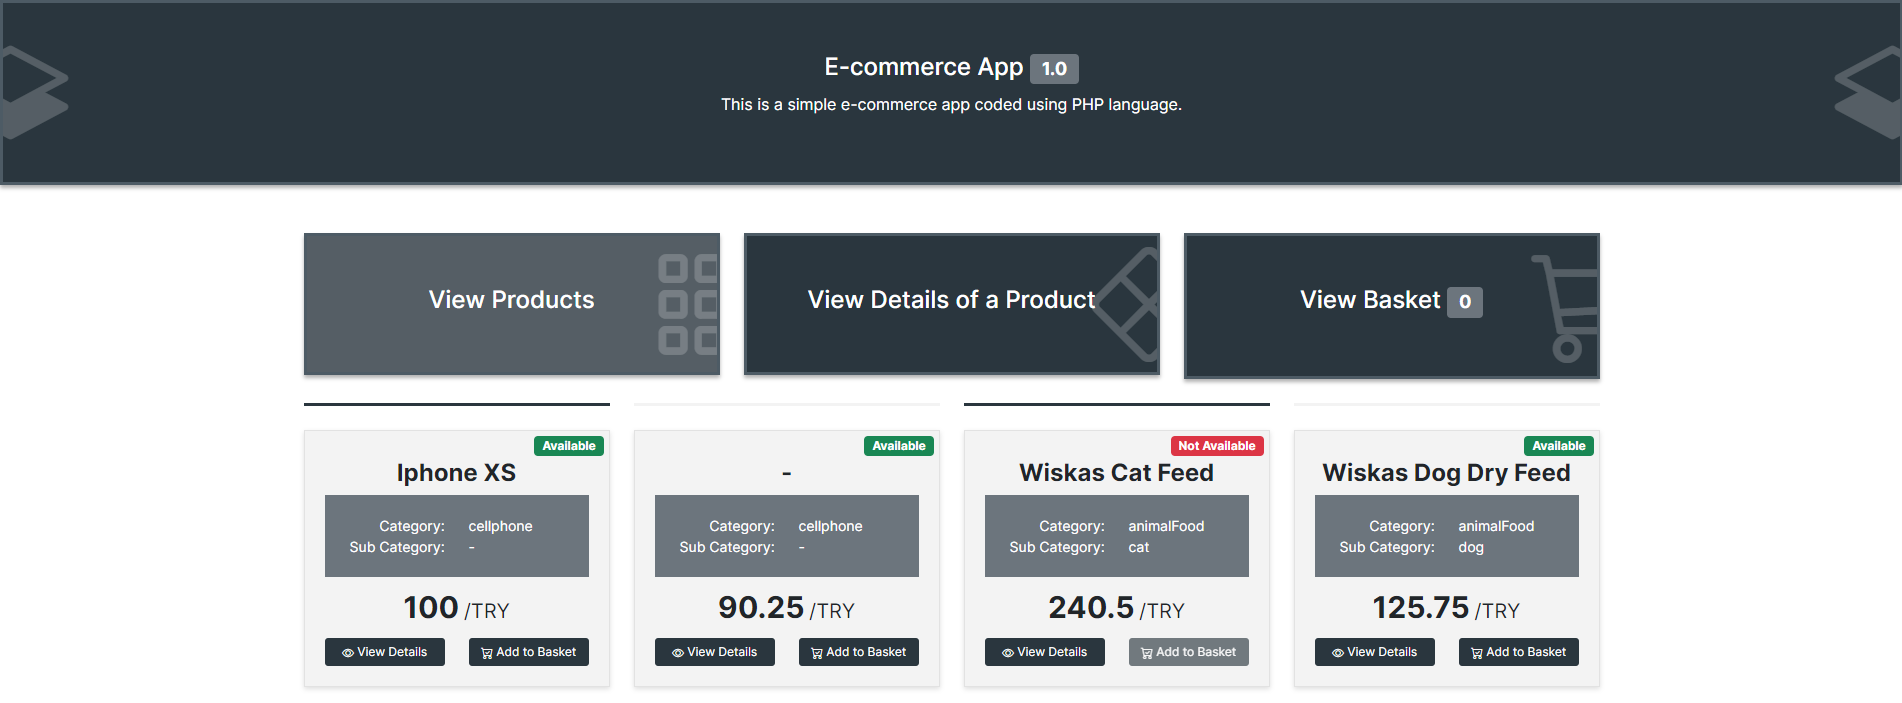 E-commerce App 1.0
This is a simple e-commerce app coded using PHP language.
View Products
View Details of a Product
View Basket 0
Available
Iphone XS
Category: cellphone
Sub Category: -
100 /TRY
View Details Add to Basket
Available
-
Category: cellphone
Sub Category: -
90.25 /TRY
View Details Add to Basket
Not Available
Wiskas Cat Feed
Category: animalFood
Sub Category: cat
240.5 /TRY
View Details Add to Basket
Available
Wiskas Dog Dry Feed
Category: animalFood
Sub Category: dog
125.75 /TRY
View Details Add to Basket